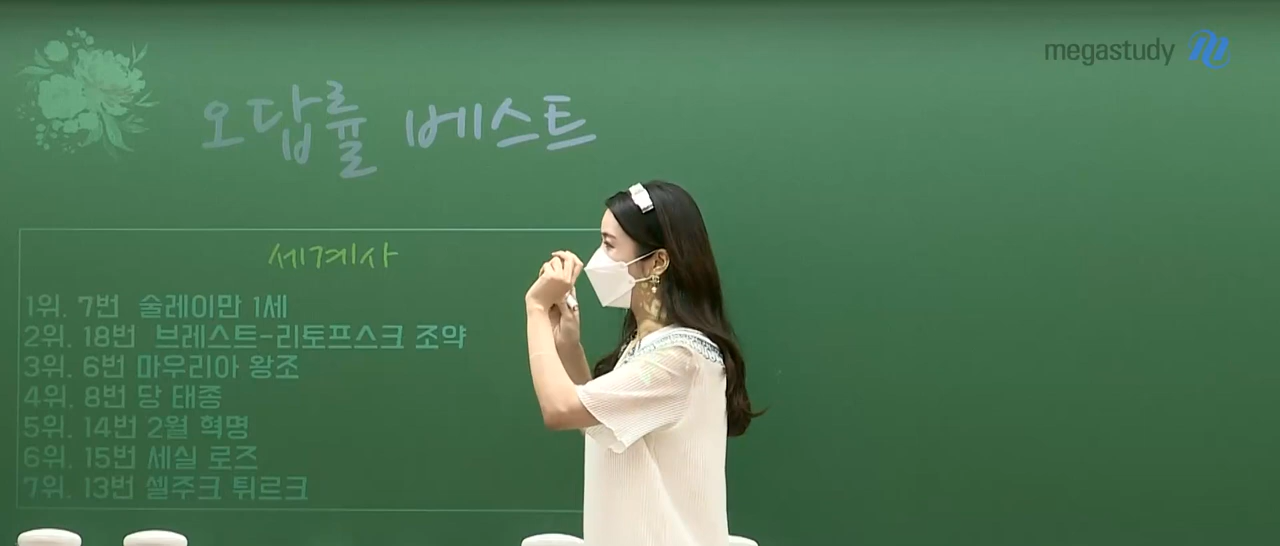 megastudy
오답률 베스트
세계사
1위. 7번 술레이만 1세
2위. 18번 브레스트-리토프스크 조약
3위. 6번 마우리아 왕조
4위. 8번 당 태종
5위. 14번 2월 혁명
6위. 15번 세실 로즈
7위. 13번 셀주크 튀르크